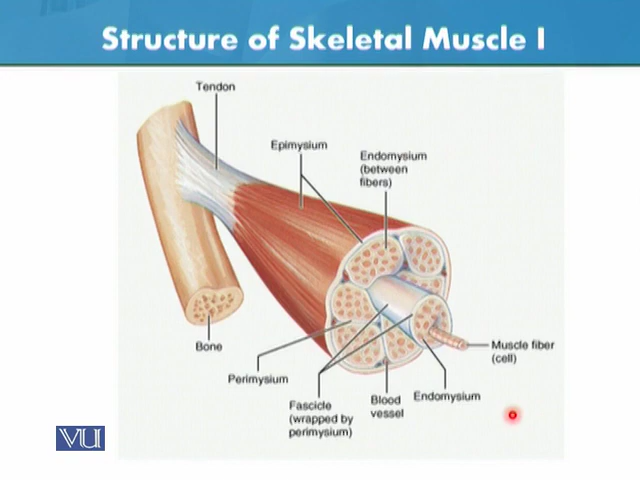 Structure of Skeletal Muscle I
Tendon
Epimysium
Endomysium
(between
fibers)
Bone
Muscle fiber
(cell)
Perimysium
Fascicle
(wrapped by
perimysium)
Blood
vessel
Endomysium
VU